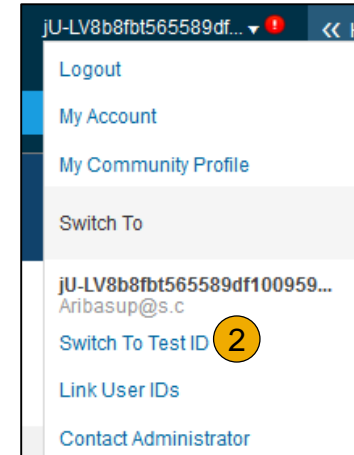 jU-LV8b8fbt565589df...
Logout
My Account
My Community Profile
Switch To
jU-LV8b8fbt565589df100959...
Aribasup@s.c
Switch To Test ID 2
Link User IDs
Contact Administrator